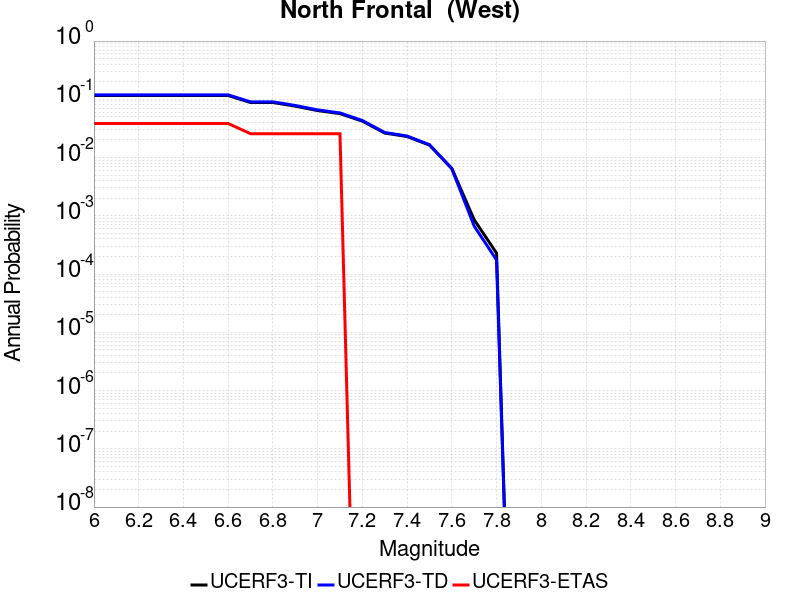 North Frontal  (West)
10^0
10^-1
10^-2
10^-3
10^-4
10^-5
10^-6
10^-7
10^-8
Annual Probability
6 6.2 6.4 6.6 6.8 7 7.2 7.4 7.6 7.8 8 8.2 8.4 8.6 8.8 9
Magnitude
UCERF3-TI UCERF3-TD UCERF3-ETAS